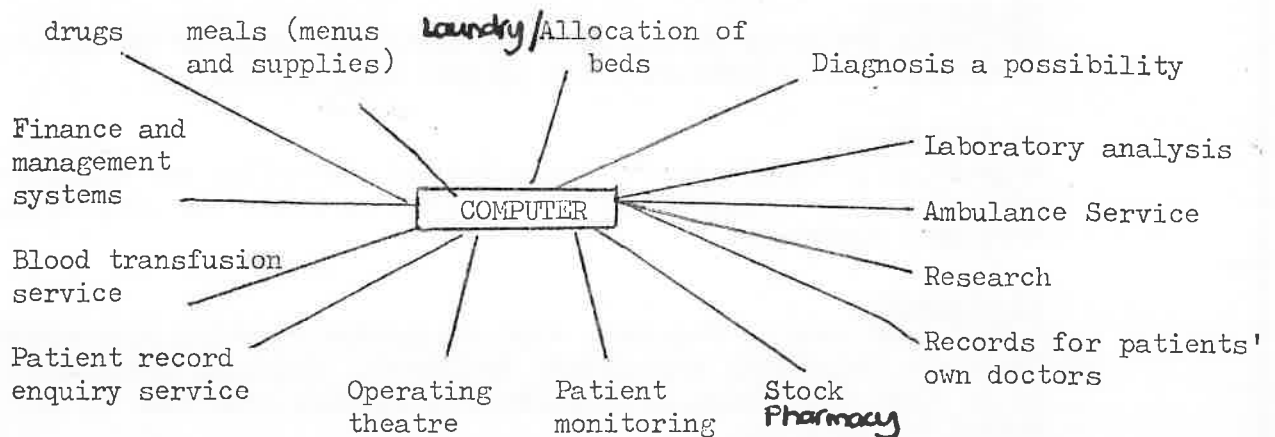 drugs
meals (menus
and supplies)
Laundry/Allocation of
beds
Diagnosis a possibility
Finance and
management
systems
Laboratory analysis
COMPUTER
Ambulance Service
Blood transfusion
service
Research
Patient record
enquiry service
Operating
theatre
Patient
monitoring
Stock
Pharmacy
Records for patients'
own doctors